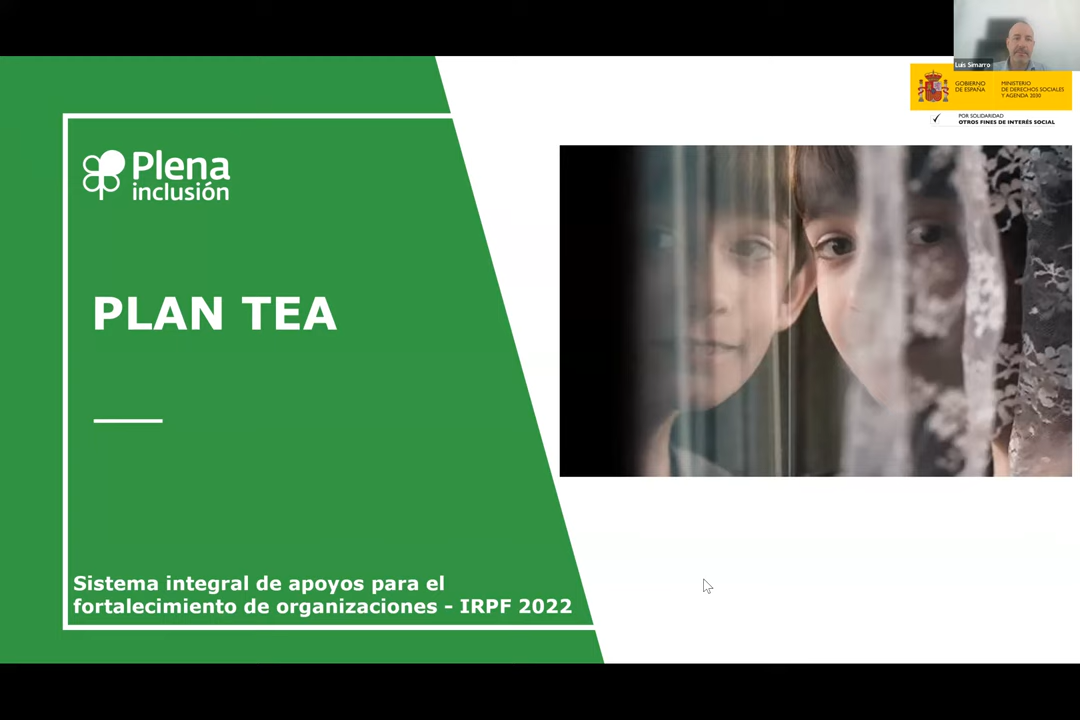 Luis Simarro
GOBIERNO
DE ESPAÑA
MINISTERIO
DE DERECHOS SOCIALES
Y AGENDA 2030
POR SOLIDARIDAD
OTROS FINES DE INTERÉS SOCIAL
Plena
inclusión
PLAN TEA
Sistema integral de apoyos para el
fortalecimiento de organizaciones - IRPF 2022